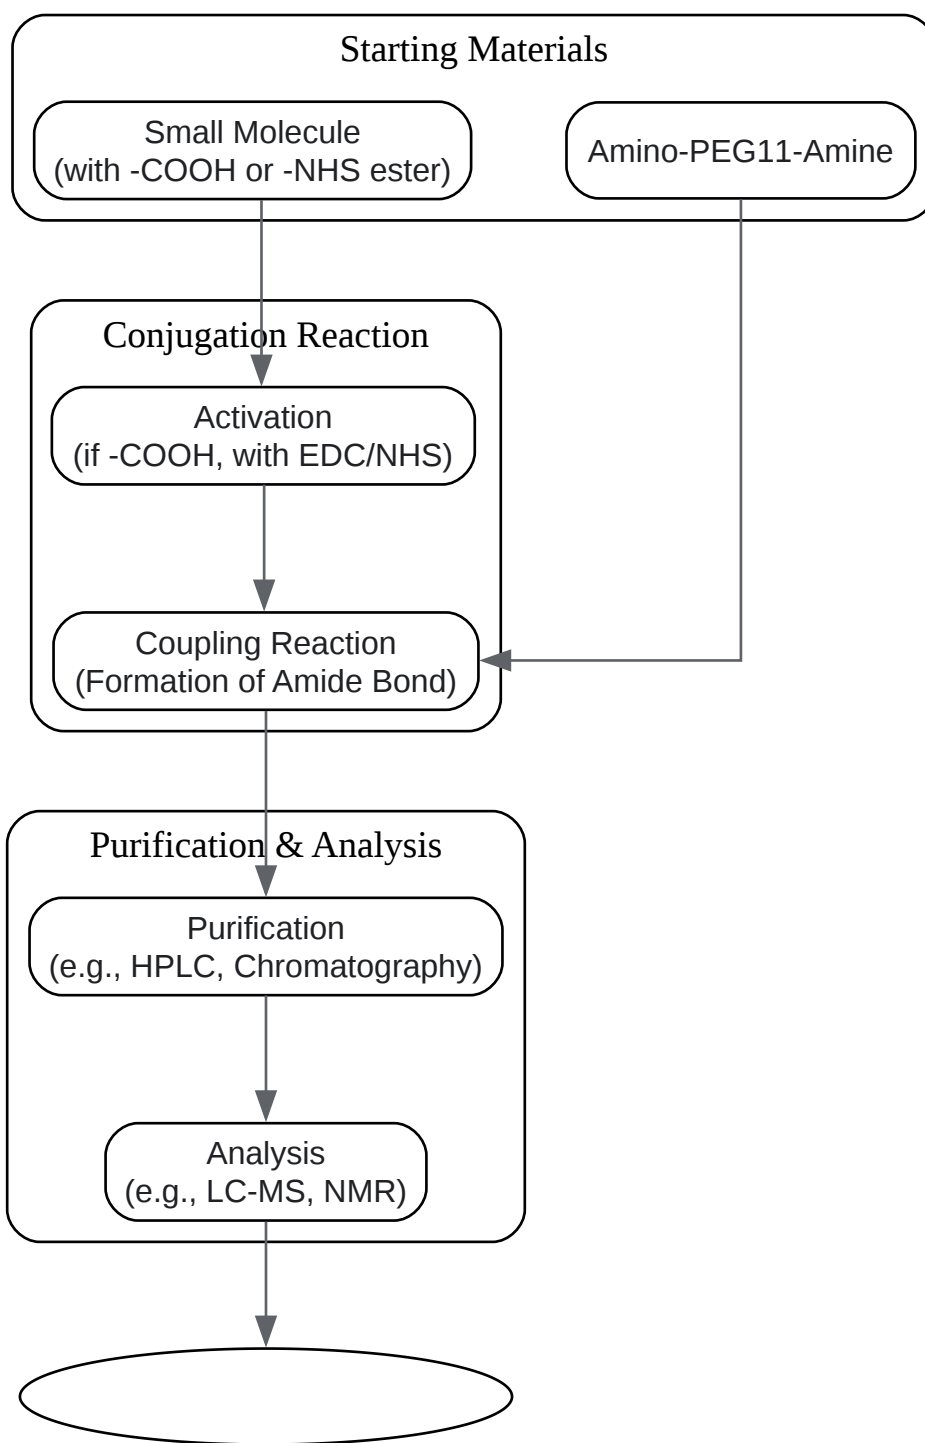 Starting Materials
Small Molecule
(with -COOH or -NHS ester)
Amino-PEG11-Amine
Conjugation Reaction
Activation
(if -COOH, with EDC/NHS)
Coupling Reaction
(Formation of Amide Bond)
Purification & Analysis
Purification
(e.g., HPLC, Chromatography)
Analysis
(e.g., LC-MS, NMR)